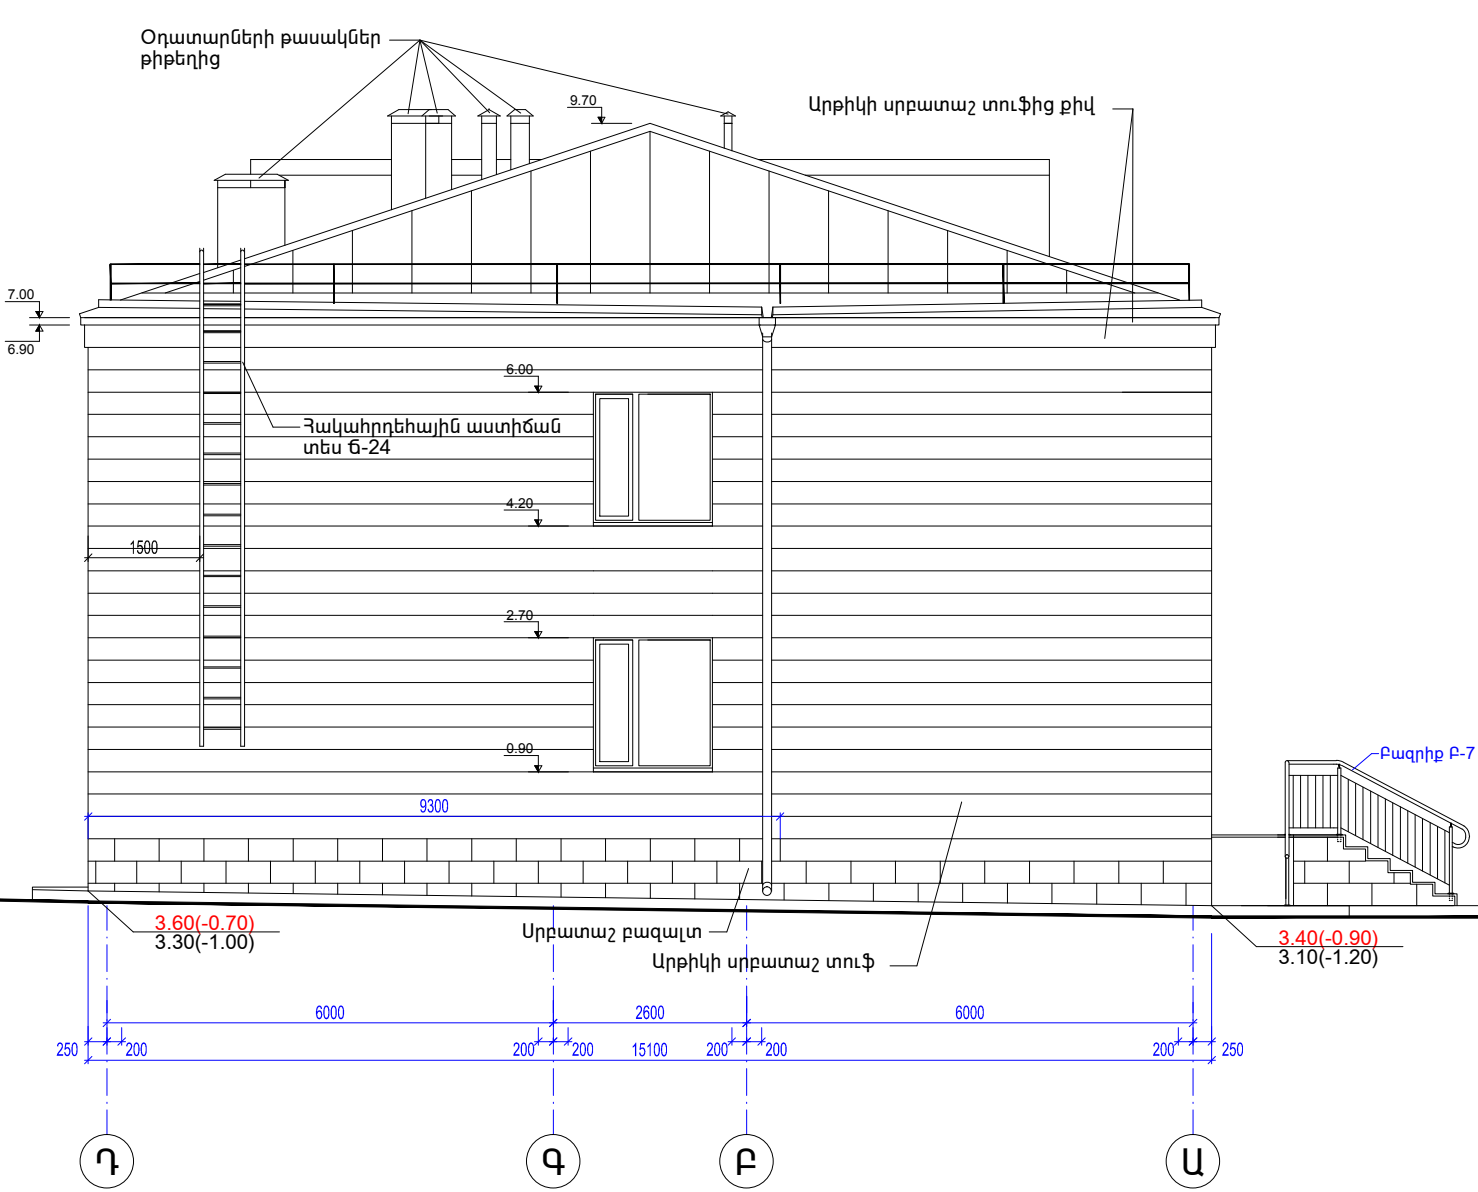 Օդատարների թասակներ
թիթեղից
9.70
Արթիկի սրբատաշ տուֆից քիվ
7.00
6.90
6.00
Հակահրդեհային աստիճան
տես Ճ-24
4.20
1500
2.70
0.90
Բազրիք Բ-7
9300
3.60(-0.70)
3.30(-1.00)
Սրբատաշ բազալտ
Արթիկի սրբատաշ տուֆ
3.40(-0.90)
3.10(-1.20)
6000 2600 6000
250 200 200 200 15100 200 200 200 250
Դ Գ Բ Ա